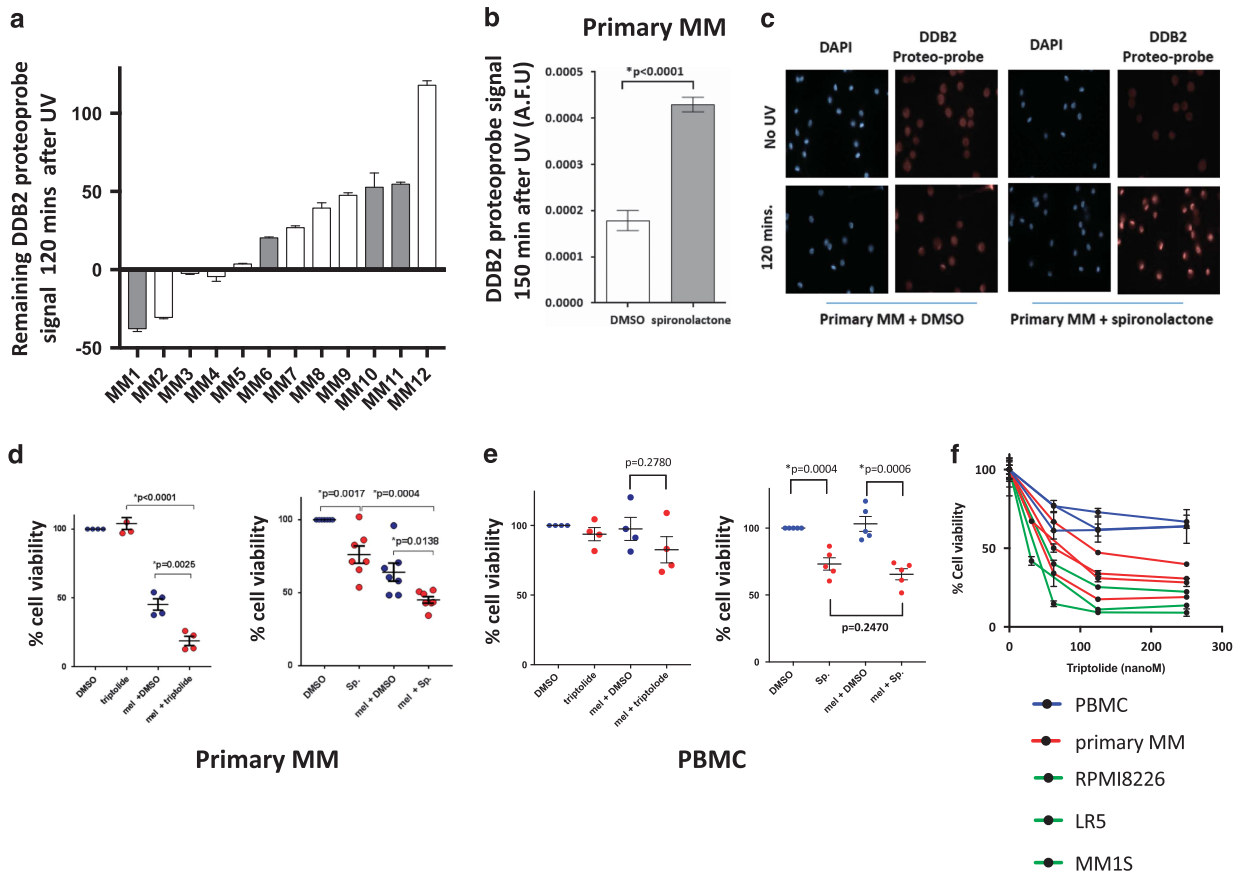 a
Remaining DDB2 proteoprobe
signal 120 mins after UV
100
50
0
-50
MM1
MM2
MM3
MM4
MM5
MM6
MM7
MM8
MM9
MM10
MM11
MM12
b
Primary MM
DDB2 proteoprobe signal
150 min after UV (A.F.U)
*p<0.0001
0.0005
0.0004
0.0003
0.0002
0.0001
0.0000
DMSO
spironolactone
c
DAPI
DDB2
Proteo-probe
DAPI
DDB2
Proteo-probe
No UV
120 mins.
Primary MM + DMSO
Primary MM + spironolactone
d
% cell viability
*p<0.0001
*p=0.0025
100
50
0
DMSO
triptolide
mel +DMSO
mel + triptolide
% cell viability
*p=0.0017
*p=0.0004
*p=0.0138
100
50
0
DMSO
Sp.
mel + DMSO
mel + Sp.
Primary MM
e
% cell viability
p=0.2780
100
50
0
DMSO
triptolide
mel + DMSO
mel + triptolode
% cell viability
*p=0.0004
*p=0.0006
p=0.2470
100
50
0
DMSO
Sp.
mel + DMSO
mel + Sp.
PBMC
f
% Cell viability
100
50
0
0
100
200
300
Triptolide (nanoM)
PBMC
primary MM
RPMI8226
LR5
MM1S